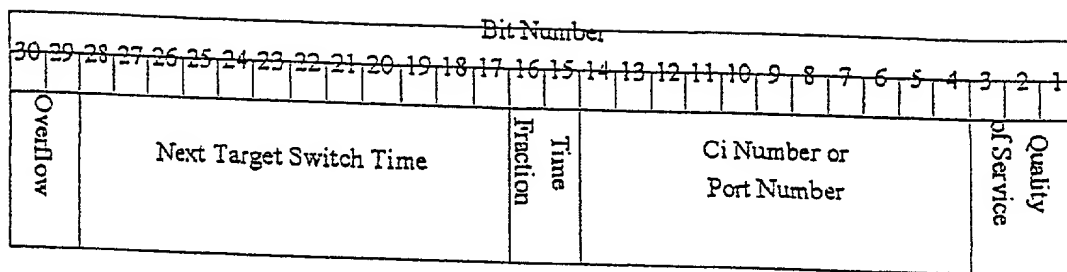 Bit Number
30 29 28 27 26 25 24 23 22 21 20 19 18 17 16 15 14 13 12 11 10 9 8 7 6 5 4 3 2 1
Overflow
Next Target Switch Time
Time
Fraction
Ci Number or
Port Number
Quality
of Service